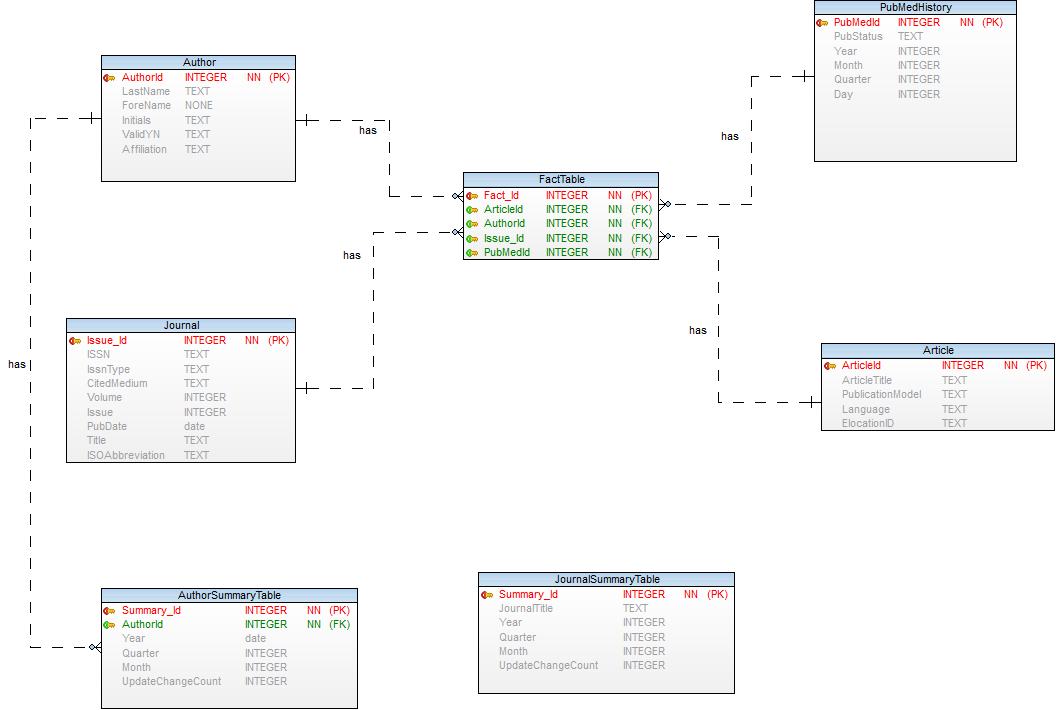 PubMedHistory
PubMedId INTEGER NN (PK)
PubStatus TEXT
Year INTEGER
Month INTEGER
Quarter INTEGER
Day INTEGER
Author
AuthorId INTEGER NN (PK)
LastName TEXT
ForeName NONE
Initials TEXT
ValidYN TEXT
Affiliation TEXT
has
has
FactTable
Fact_Id INTEGER NN (PK)
ArticleId INTEGER NN (FK)
AuthorId INTEGER NN (FK)
Issue_Id INTEGER NN (FK)
PubMedId INTEGER NN (FK)
has
has
has
Journal
Issue_Id INTEGER NN (PK)
ISSN TEXT
IssnType TEXT
CitedMedium TEXT
Volume INTEGER
Issue INTEGER
PubDate date
Title TEXT
ISOAbbreviation TEXT
Article
ArticleId INTEGER NN (PK)
ArticleTitle TEXT
PublicationModel TEXT
Language TEXT
ElocationID TEXT
AuthorSummaryTable
Summary_Id INTEGER NN (PK)
AuthorId INTEGER NN (FK)
Year date
Quarter INTEGER
Month INTEGER
UpdateChangeCount INTEGER
JournalSummaryTable
Summary_Id INTEGER NN (PK)
JournalTitle TEXT
Year INTEGER
Quarter INTEGER
Month INTEGER
UpdateChangeCount INTEGER